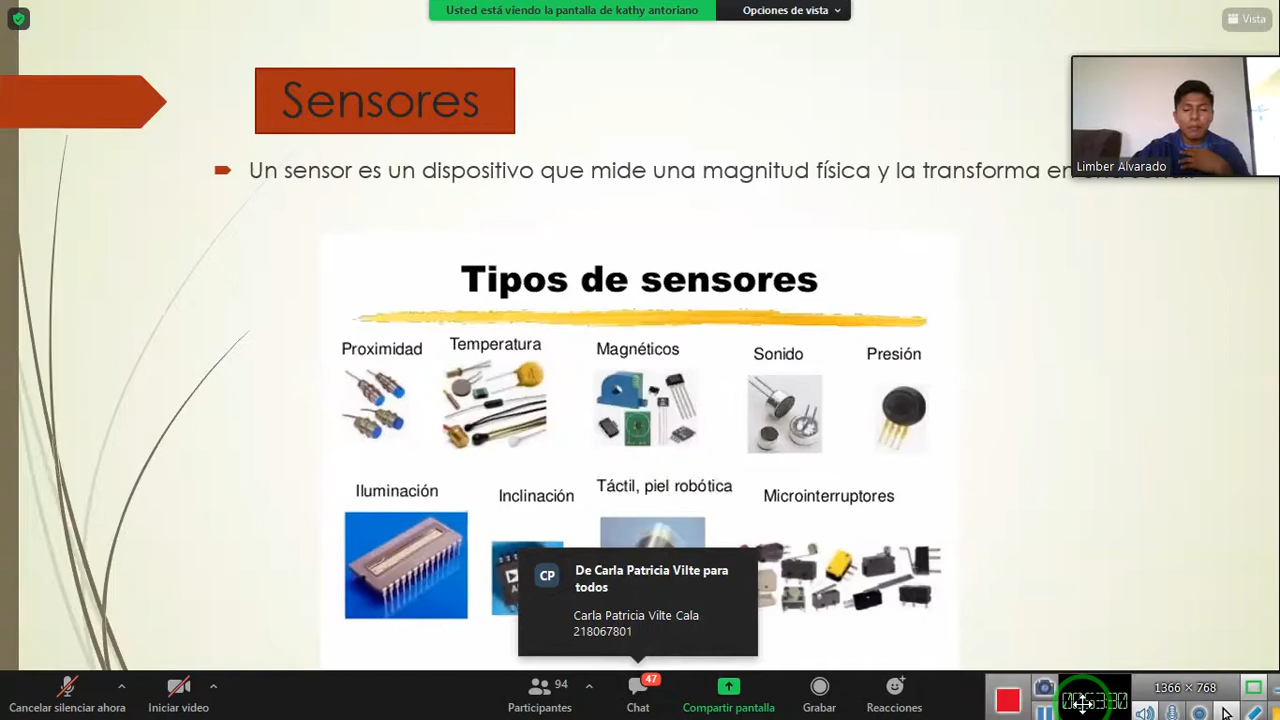 Usted está viendo la pantalla de kathy antoriano
Opciones de vista
Vista
Sensores
Un sensor es un dispositivo que mide una magnitud física y la transforma en
Limber Alvarado
Tipos de sensores
Proximidad
Temperatura
Magnéticos
Sonido
Presión
Iluminación
Inclinación
Táctil, piel robótica
Microinterruptores
CP
De Carla Patricia Vilte para
todos
Carla Patricia Vilte Cala
218067801
Cancelar silenciar ahora
Iniciar video
94
Participantes
47
Chat
Compartir pantalla
Grabar
Reacciones
1366 × 768